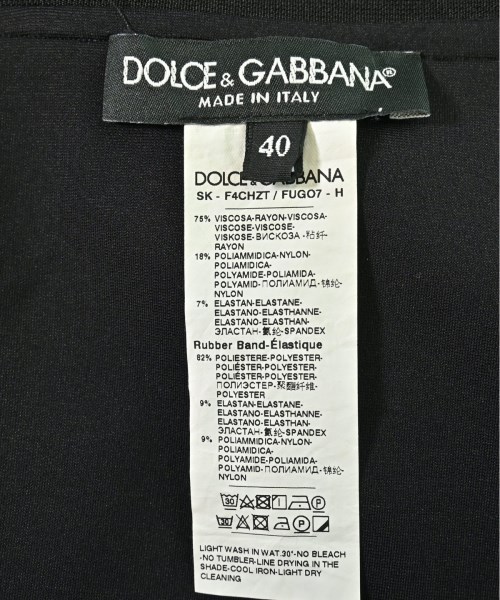 DOLCE & GABBANA®
MADE IN ITALY
40
DOLCE & GABBANA
SK - F4CHZT / FUGO7 - H
75% VISCOSA-RAYON-VISCOSA-
VISCOSE-VISCOSE-
VISKOSE-ВИСКОЗА-粘纤-
RAYON
18% POLIAMMIDICA-NYLON-
POLIAMIDICA-
POLYAMIDE-POLIAMIDA-
POLYAMID-ПОЛИАМИД-锦纶-
NYLON
7% ELASTAN-ELASTANE-
ELASTANO-ELASTHANNE-
ELASTANO-ELASTHAN-
ЭЛАСТАН-氨纶-SPANDEX
Rubber Band-Élastique
82% POLIESTERE-POLYESTER-
POLIÉSTER-POLYESTER-
POLIÉSTER-POLYESTER-
ПОЛИЭСТЕР-聚酯纤维-
POLYESTER
9% ELASTAN-ELASTANE-
ELASTANO-ELASTHANNE-
ELASTANO-ELASTHAN-
ЭЛАСТАН-氨纶-SPANDEX
9% POLIAMMIDICA-NYLON-
POLIAMIDICA-
POLYAMIDE-POLIAMIDA-
POLYAMID-ПОЛИАМИД-锦纶-
NYLON
LIGHT WASH IN WAT.30°-NO BLEACH
-NO TUMBLER-LINE DRYING IN THE
SHADE-COOL IRON-LIGHT DRY
CLEANING